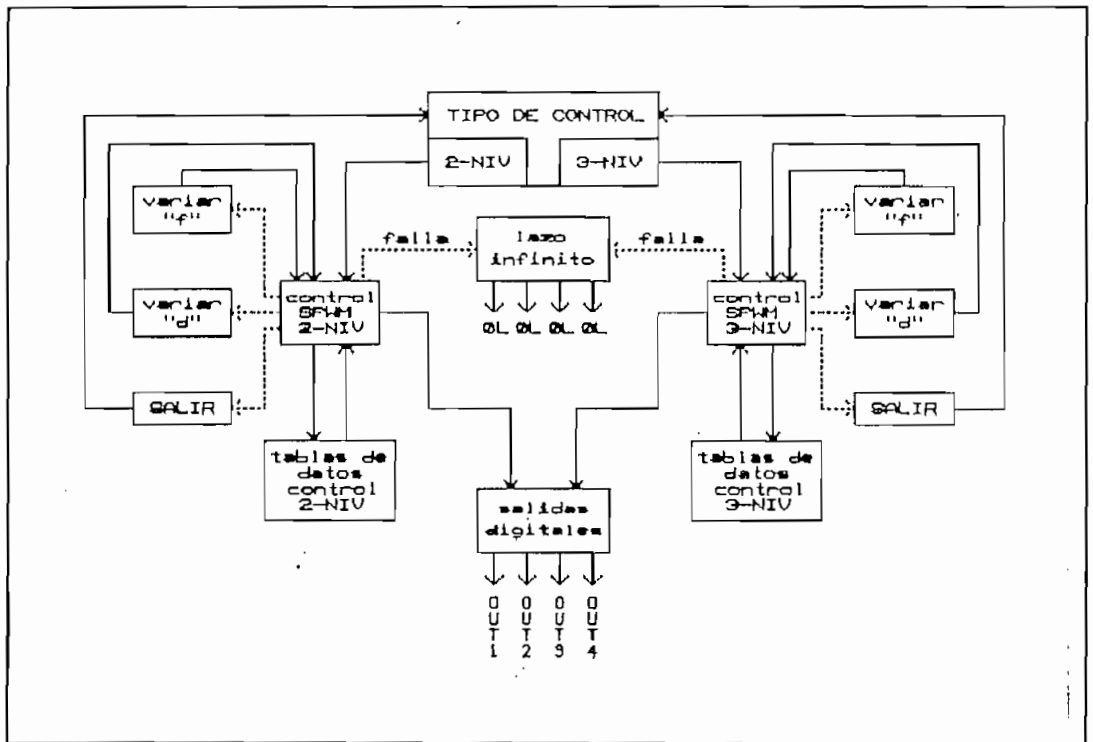 TIPO DE CONTROL
2-NIV
3-NIV
variar
"f"
variar
"f"
falla
lazo
infinito
falla
control
SPWM
2-NIV
control
SPWM
3-NIV
variar
"d"
variar
"d"
0L 0L 0L 0L
SALIR
SALIR
tablas de
datos
control
2-NIV
tablas de
datos
control
3-NIV
salidas
digitales
OUT1
OUT2
OUT3
OUT4